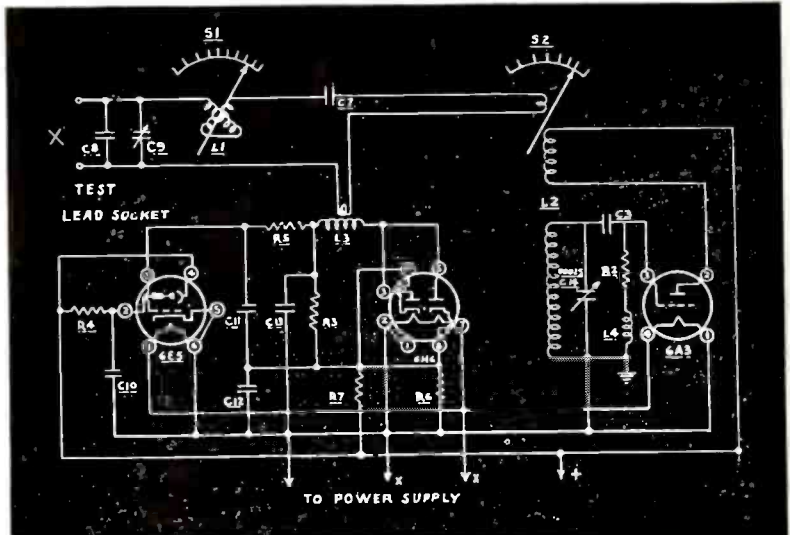 S1
S2
X
C8
C9
L1
C7
TEST
LEAD SOCKET
L2
C3
R2
L4
6A3
R5
L3
R4
6E5
C10
C11
C13
R3
C12
R7
6H6
R6
x
x
+
TO POWER SUPPLY